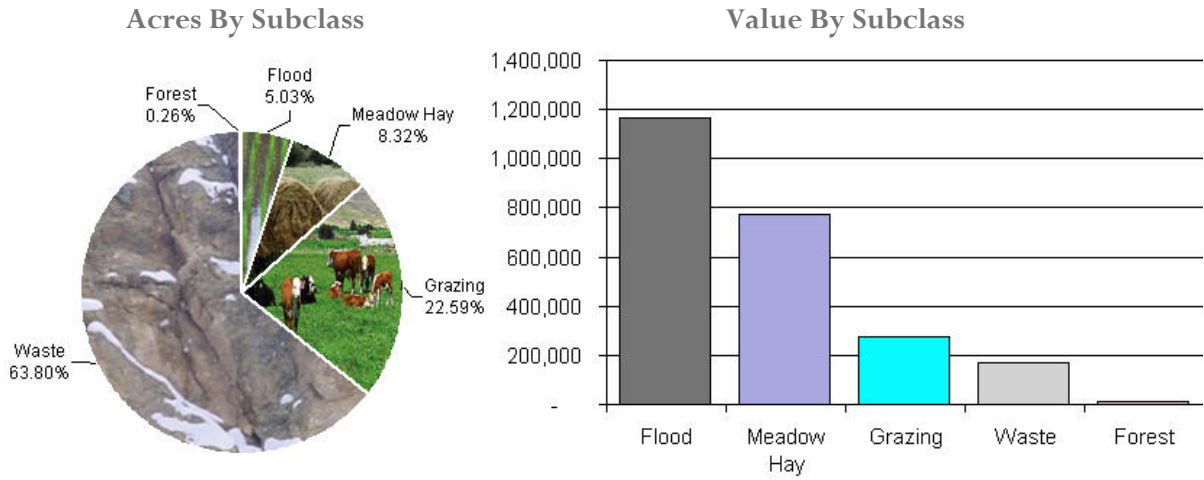 Acres By Subclass
Flood
5.03%
Forest
0.26%
Meadow Hay
8.32%
Grazing
22.59%
Waste
63.80%
Value By Subclass
1,400,000
1,200,000
1,000,000
800,000
600,000
400,000
200,000
-
Flood
Meadow
Hay
Grazing
Waste
Forest